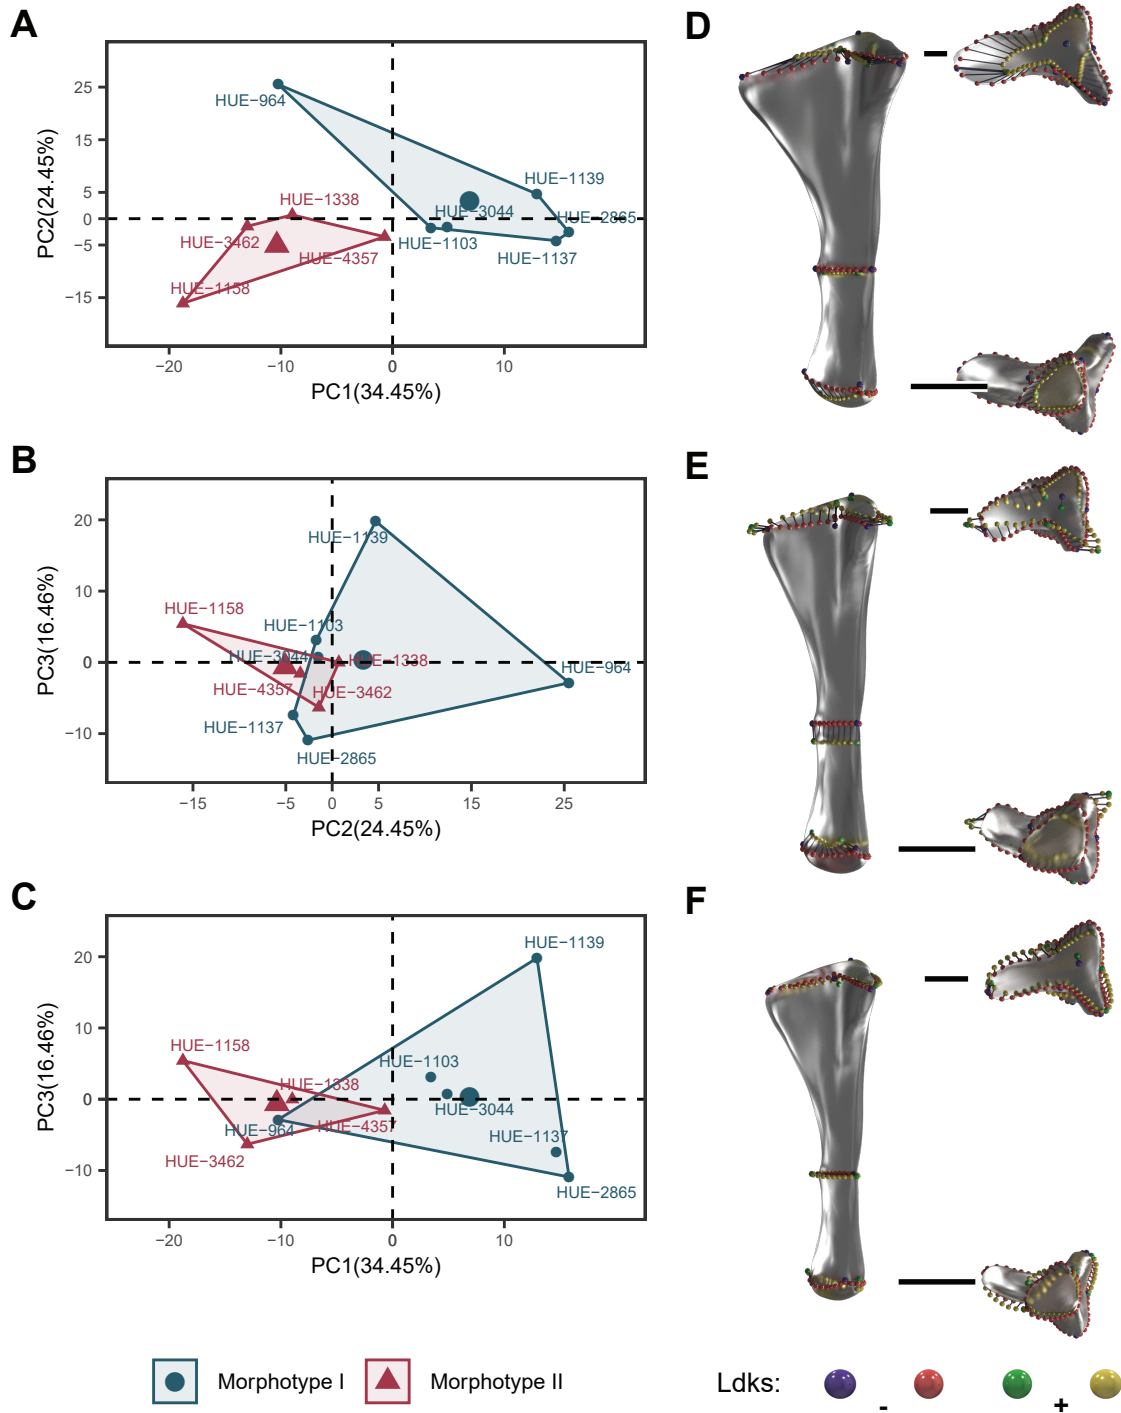 A
25
15
5
0
−5
−15
−20
−10
0
10
PC2(24.45%)
PC1(34.45%)
HUE−964
HUE−1139
HUE−1338
HUE−3044
HUE−2865
HUE−3462
HUE−1103
HUE−4357
HUE−1137
HUE−1158
B
20
10
0
−10
−15
−5
0
5
15
25
PC3(16.46%)
PC2(24.45%)
HUE−1139
HUE−1158
HUE−1103
HUE−3044
HUE−1338
HUE−964
HUE−4357
HUE−3462
HUE−1137
HUE−2865
C
20
10
0
−10
−20
−10
0
10
PC3(16.46%)
PC1(34.45%)
HUE−1139
HUE−1158
HUE−1103
HUE−1338
HUE−3044
HUE−964
HUE−4357
HUE−1137
HUE−3462
HUE−2865
Morphotype I
Morphotype II
D
E
F
Ldks:
- +